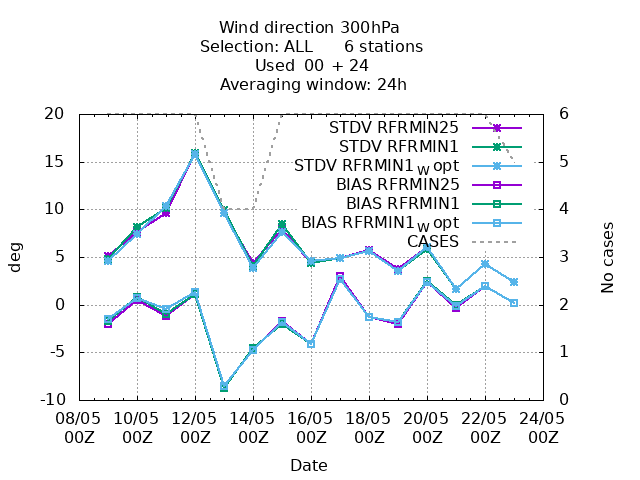 Wind direction 300hPa
Selection: ALL 6 stations
Used 00 + 24
Averaging window: 24h
20
15
10
5
0
-5
-10
deg
6
5
4
3
2
1
0
No cases
STDV RFRMIN25
STDV RFRMIN1
STDV RFRMIN1w opt
BIAS RFRMIN25
BIAS RFRMIN1
BIAS RFRMIN1w opt
CASES
08/05 10/05 12/05 14/05 16/05 18/05 20/05 22/05 24/05
00Z 00Z 00Z 00Z 00Z 00Z 00Z 00Z 00Z
Date